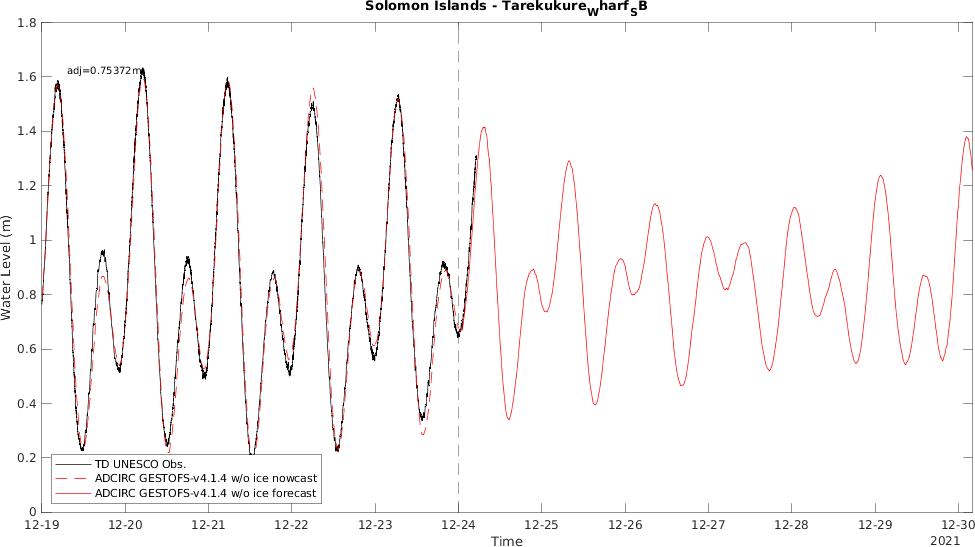 Solomon Islands - Tarekukure_Wharf_SB
1.8
1.6
1.4
1.2
1
0.8
0.6
0.4
0.2
0
Water Level (m)
adj=0.75372m
TD UNESCO Obs.
ADCIRC GESTOFS-v4.1.4 w/o ice nowcast
ADCIRC GESTOFS-v4.1.4 w/o ice forecast
12-19 12-20 12-21 12-22 12-23 12-24 12-25 12-26 12-27 12-28 12-29 12-30
Time
2021